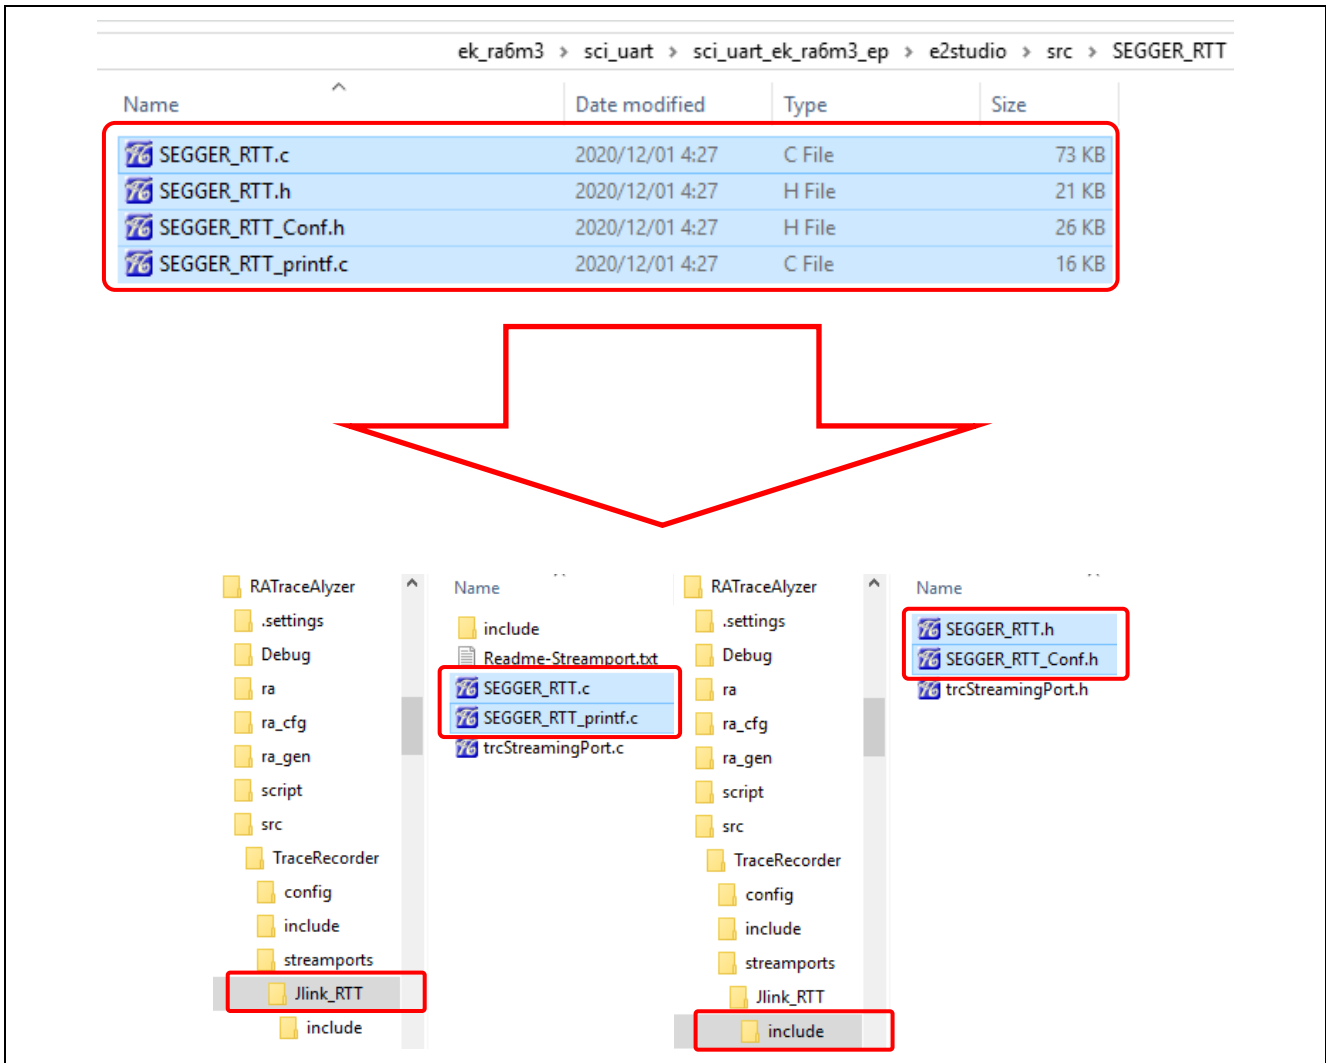 ek_ra6m3 > sci_uart > sci_uart_ek_ra6m3_ep > e2studio > src > SEGGER_RTT
Name Date modified Type Size
SEGGER_RTT.c 2020/12/01 4:27 C File 73 KB
SEGGER_RTT.h 2020/12/01 4:27 H File 21 KB
SEGGER_RTT_Conf.h 2020/12/01 4:27 H File 26 KB
SEGGER_RTT_printf.c 2020/12/01 4:27 C File 16 KB
RATraceAlyzer
.settings
Debug
ra
ra_cfg
ra_gen
script
src
TraceRecorder
config
include
streamports
Jlink_RTT
include
Name
include
Readme-Streamport.txt
SEGGER_RTT.c
SEGGER_RTT_printf.c
trcStreamingPort.c
RATraceAlyzer
.settings
Debug
ra
ra_cfg
ra_gen
script
src
TraceRecorder
config
include
streamports
Jlink_RTT
include
Name
SEGGER_RTT.h
SEGGER_RTT_Conf.h
trcStreamingPort.h